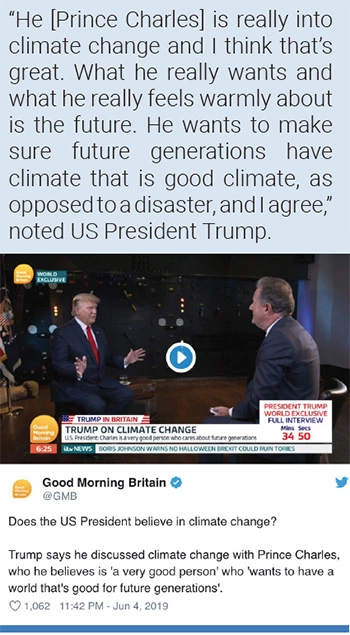 “He [Prince Charles] is really into
climate change and I think that’s
great. What he really wants and
what he really feels warmly about
is the future. He wants to make
sure future generations have
climate that is good climate, as
opposed to a disaster, and I agree,”
noted US President Trump.
Good Morning Britain
WORLD
EXCLUSIVE
PRESIDENT TRUMP
WORLD EXCLUSIVE
FULL INTERVIEW
Mins Secs
34 50
TRUMP IN BRITAIN
Good Morning Britain
TRUMP ON CLIMATE CHANGE
U.S. President: Charles is a very good person who cares about future generations
6:25 itv NEWS BORIS JOHNSON WARNS NO HALLOWEEN BREXIT COULD RUIN TORIES
Good Morning Britain
@GMB
Does the US President believe in climate change?
Trump says he discussed climate change with Prince Charles,
who he believes is 'a very good person' who 'wants to have a
world that's good for future generations'.
1,062 11:42 PM - Jun 4, 2019